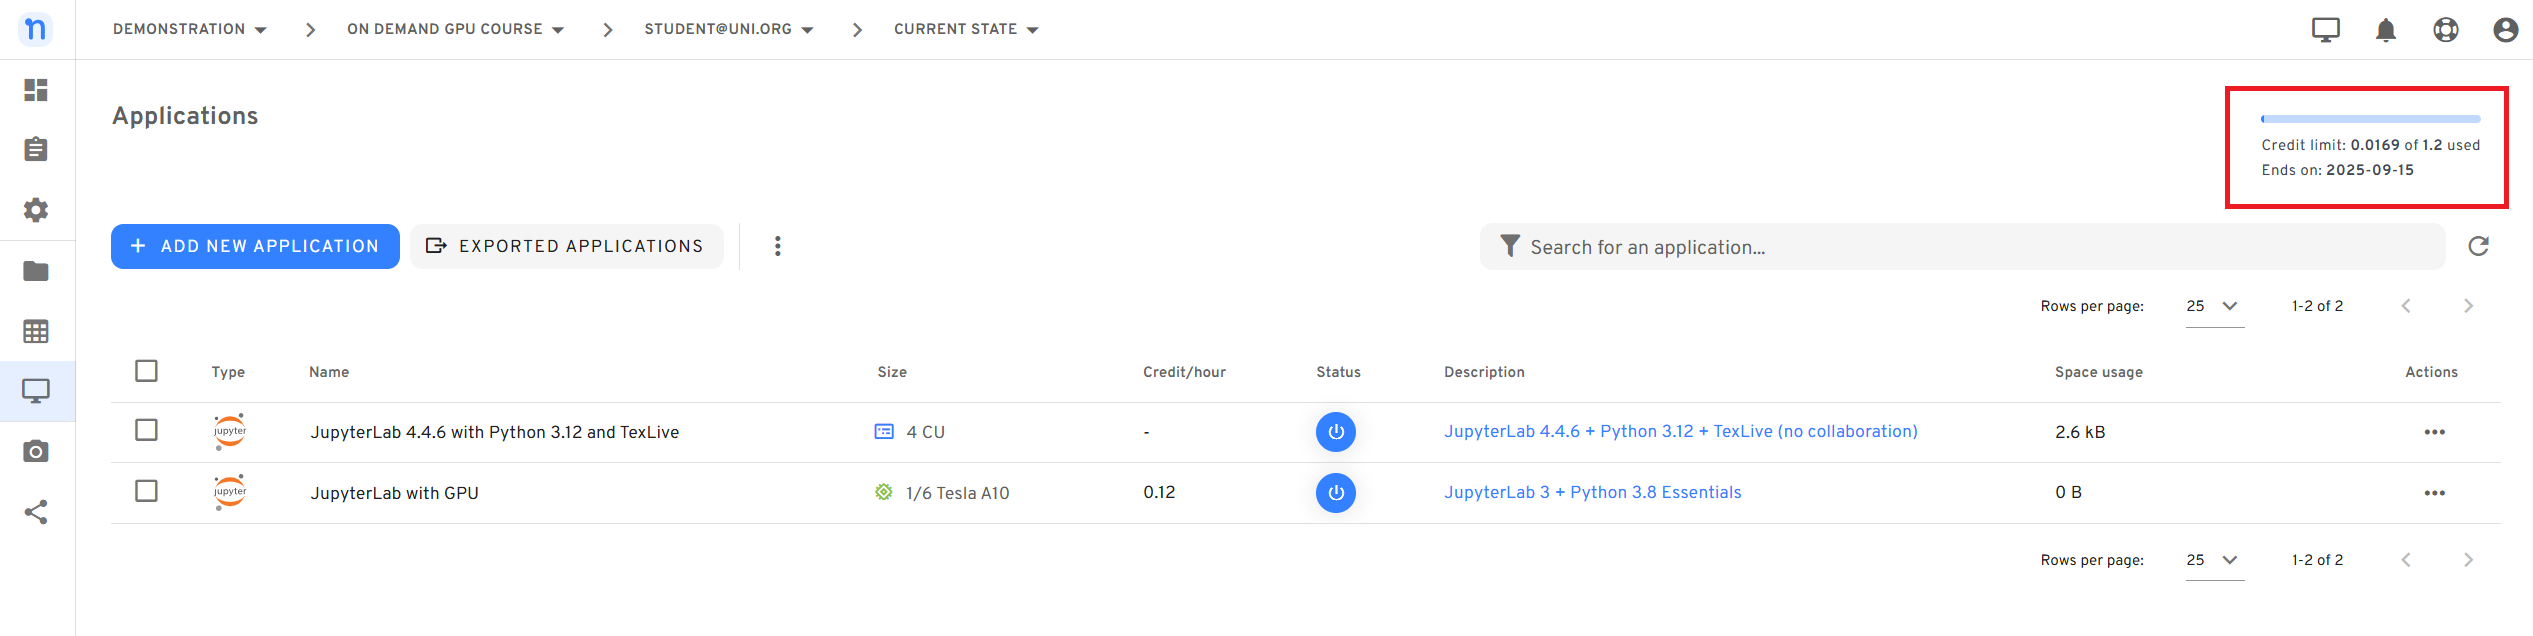 n DEMONSTRATION ON DEMAND GPU COURSE STUDENT@UNI.ORG CURRENT STATE
Applications
Credit limit: 0.0169 of 1.2 used
Ends on: 2025-09-15
+ ADD NEW APPLICATION EXPORTED APPLICATIONS Search for an application...
Rows per page: 25 1-2 of 2
Type Name Size Credit/hour Status Description Space usage Actions
jupyter JupyterLab 4.4.6 with Python 3.12 and TexLive 4 CU - JupyterLab 4.4.6 + Python 3.12 + TexLive (no collaboration) 2.6 kB
jupyter JupyterLab with GPU 1/6 Tesla A10 0.12 JupyterLab 3 + Python 3.8 Essentials 0 B
Rows per page: 25 1-2 of 2